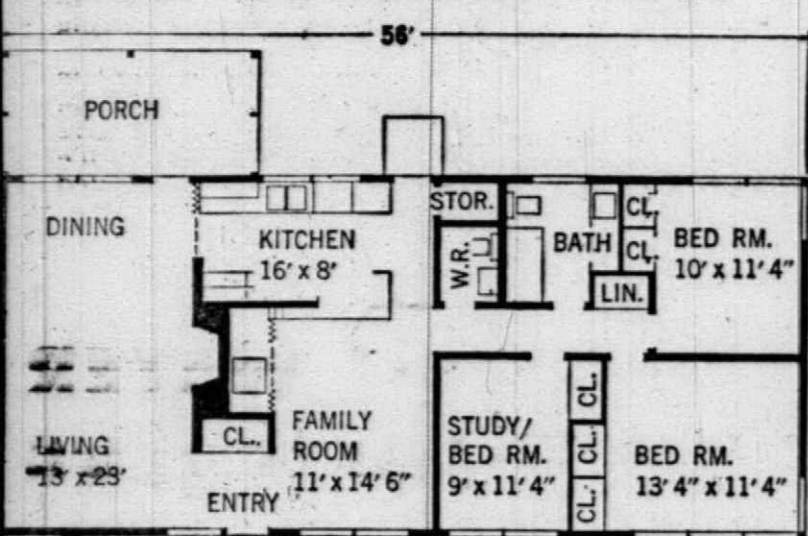 56'
PORCH
DINING
KITCHEN
16' x 8'
STOR.
W.R.
BATH
CL.
CL.
LIN.
BED RM.
10' x 11' 4"
LIVING
13' x 23'
CL.
ENTRY
FAMILY
ROOM
11' x 14' 6"
STUDY/
BED RM.
9' x 11' 4"
CL.
CL.
CL.
BED RM.
13' 4" x 11' 4"